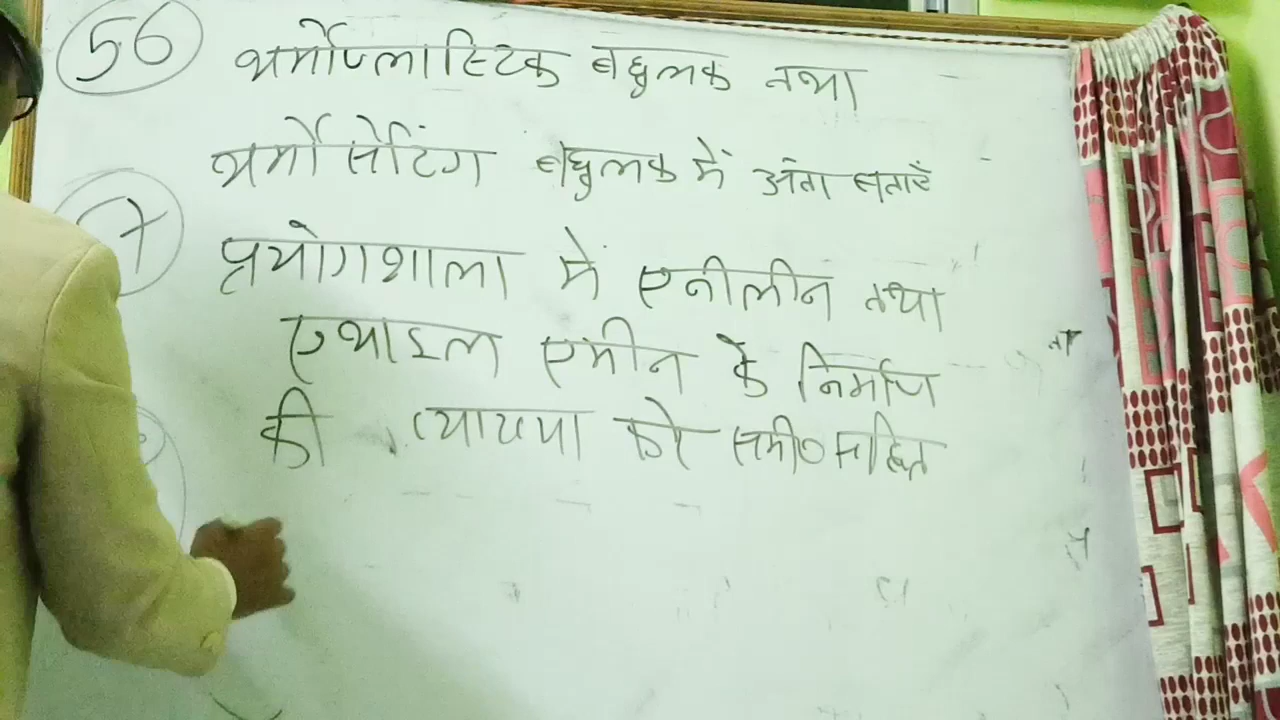 56 थर्मोप्लास्टिक बहुलक तथा
थर्मो सेटिंग बहुलक में अंतर बताएँ
7 प्रयोगशाला में एनीलीन तथा
एथाइल एमीन के निर्माण
की व्याख्या करे समी० सहित